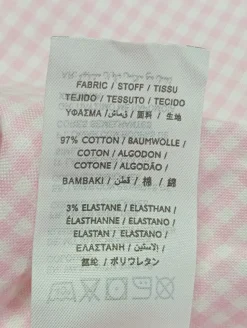 FABRIC / STOFF / TISSU
TEJIDO / TESSUTO / TECIDO
ΥΦΑΣΜΑ / قماش / 面料 / 生地
97% COTTON / BAUMWOLLE /
COTON / ALGODON /
COTONE / ALGODÃO /
BAMBAKI / قطن / 棉 / 綿
3% ELASTANE / ELASTHAN /
ÉLASTHANNE / ELASTANO /
ELASTAN / ELASTANO /
ΕΛΑΣΤΑΝΗ / الاستين /
氨纶 / ポリウレタン